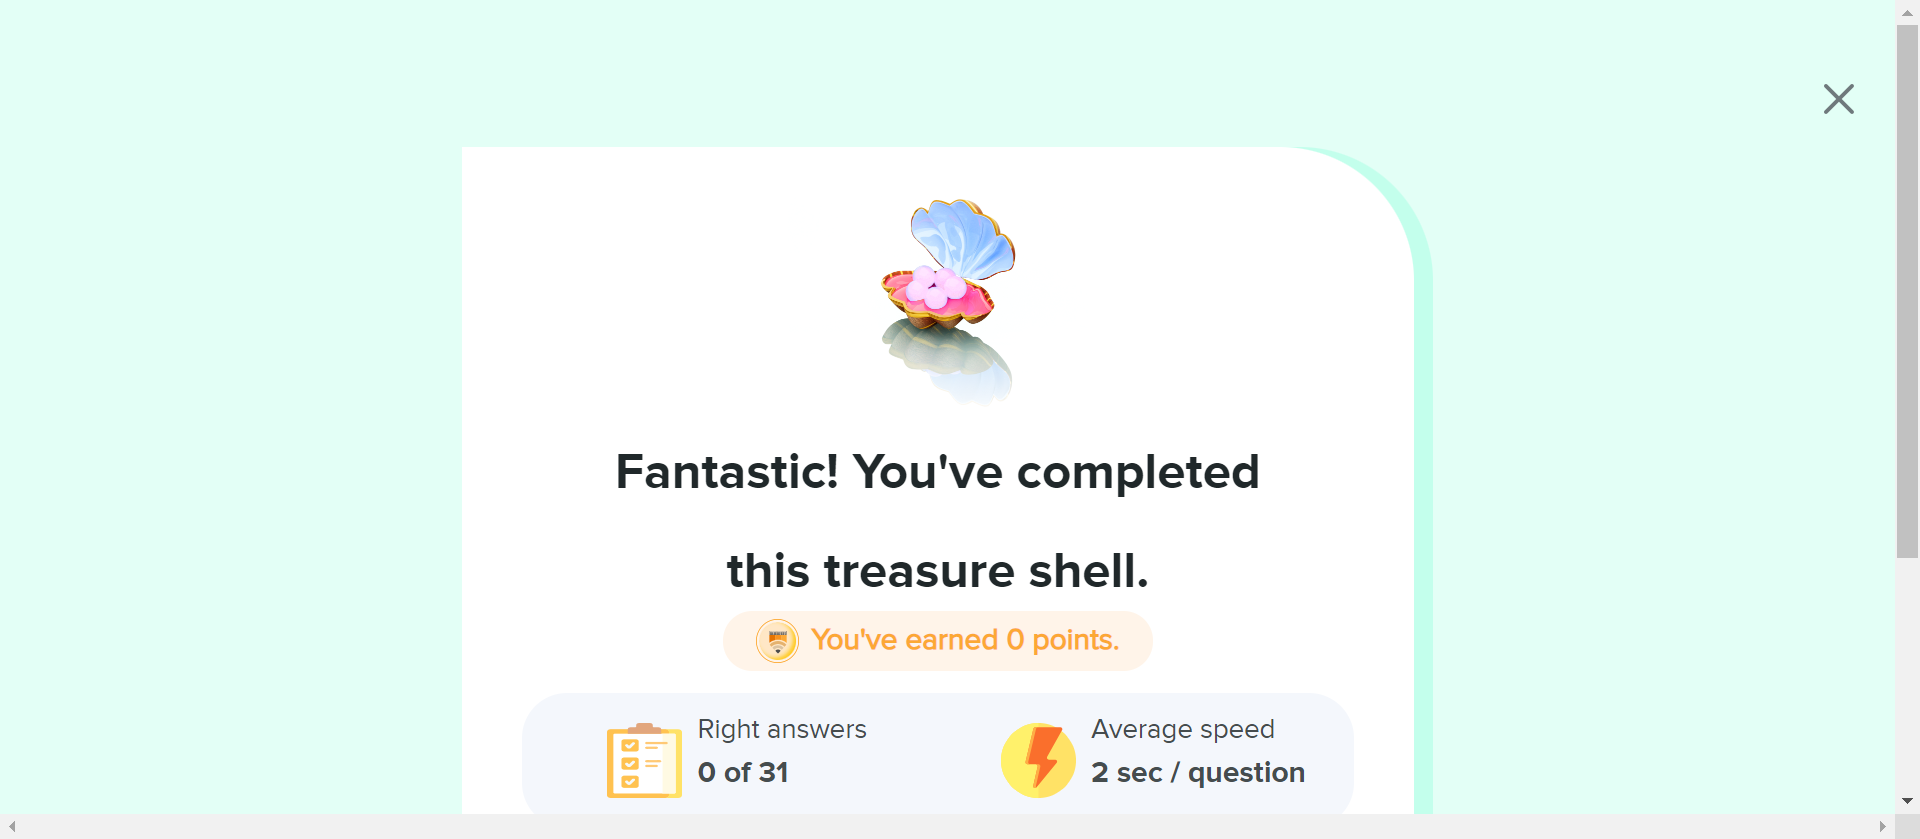 Fantastic! You've completed
this treasure shell.
You've earned 0 points.
Right answers
0 of 31
Average speed
2 sec / question